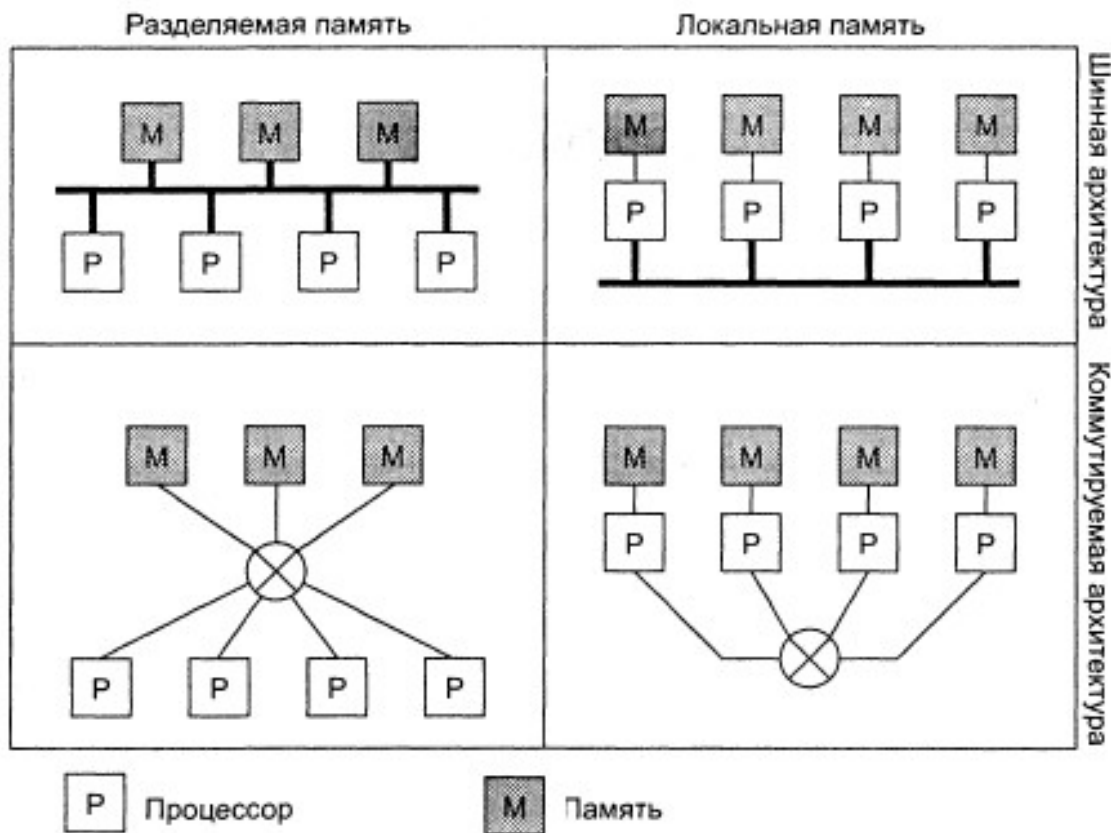 Разделяемая память
Локальная память
Шинная архитектура
М М М
М М М М
Р Р Р Р
Р Р Р Р
Коммутируемая архитектура
М М М
М М М М
Р Р Р Р
Р Р Р Р
Р Процессор
М Память